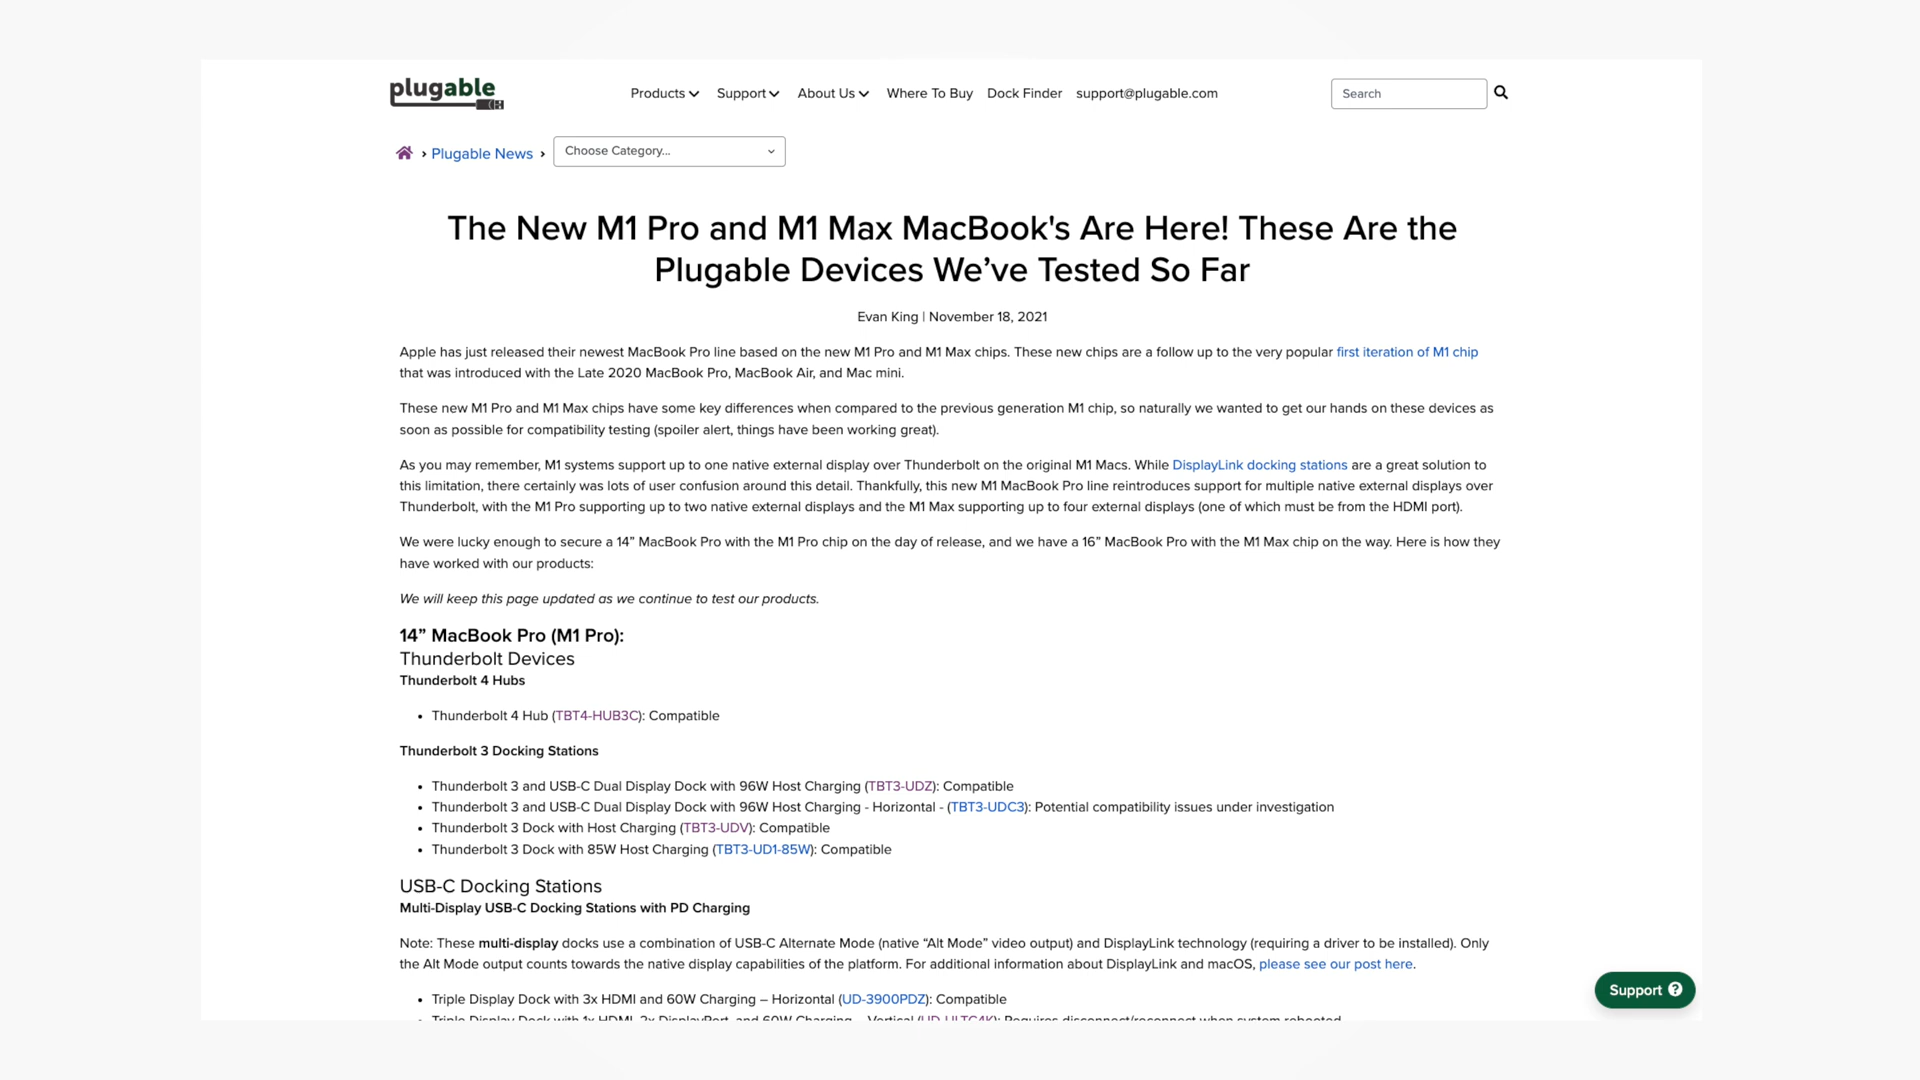 plugable
Products Support About Us Where To Buy Dock Finder support@plugable.com Search
› Plugable News › Choose Category...
The New M1 Pro and M1 Max MacBook's Are Here! These Are the
Plugable Devices We’ve Tested So Far
Evan King | November 18, 2021
Apple has just released their newest MacBook Pro line based on the new M1 Pro and M1 Max chips. These new chips are a follow up to the very popular first iteration of M1 chip
that was introduced with the Late 2020 MacBook Pro, MacBook Air, and Mac mini.
These new M1 Pro and M1 Max chips have some key differences when compared to the previous generation M1 chip, so naturally we wanted to get our hands on these devices as
soon as possible for compatibility testing (spoiler alert, things have been working great).
As you may remember, M1 systems support up to one native external display over Thunderbolt on the original M1 Macs. While DisplayLink docking stations are a great solution to
this limitation, there certainly was lots of user confusion around this detail. Thankfully, this new M1 MacBook Pro line reintroduces support for multiple native external displays over
Thunderbolt, with the M1 Pro supporting up to two native external displays and the M1 Max supporting up to four external displays (one of which must be from the HDMI port).
We were lucky enough to secure a 14” MacBook Pro with the M1 Pro chip on the day of release, and we have a 16” MacBook Pro with the M1 Max chip on the way. Here is how they
have worked with our products:
We will keep this page updated as we continue to test our products.
14” MacBook Pro (M1 Pro):
Thunderbolt Devices
Thunderbolt 4 Hubs
• Thunderbolt 4 Hub (TBT4-HUB3C): Compatible
Thunderbolt 3 Docking Stations
• Thunderbolt 3 and USB-C Dual Display Dock with 96W Host Charging (TBT3-UDZ): Compatible
• Thunderbolt 3 and USB-C Dual Display Dock with 96W Host Charging - Horizontal - (TBT3-UDC3): Potential compatibility issues under investigation
• Thunderbolt 3 Dock with Host Charging (TBT3-UDV): Compatible
• Thunderbolt 3 Dock with 85W Host Charging (TBT3-UD1-85W): Compatible
USB-C Docking Stations
Multi-Display USB-C Docking Stations with PD Charging
Note: These multi-display docks use a combination of USB-C Alternate Mode (native “Alt Mode” video output) and DisplayLink technology (requiring a driver to be installed). Only
the Alt Mode output counts towards the native display capabilities of the platform. For additional information about DisplayLink and macOS, please see our post here.
• Triple Display Dock with 3x HDMI and 60W Charging – Horizontal (UD-3900PDZ): Compatible
• Triple Display Dock with 1x HDMI, 2x DisplayPort, and 60W Charging – Vertical (UD-ULTC4K): Requires disconnect/reconnect when system rebooted
Support ?